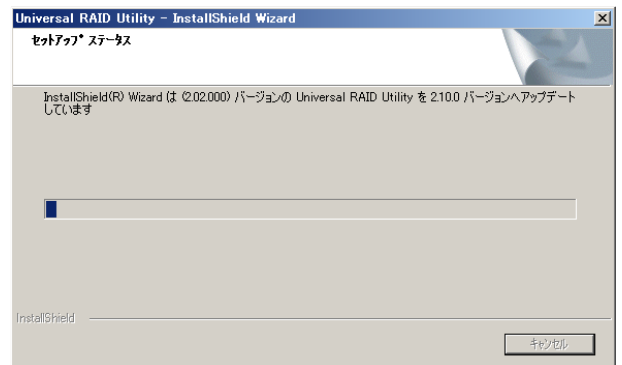 Universal RAID Utility - InstallShield Wizard
ｾｯﾄｱｯﾌﾟ ｽﾃｰﾀｽ
InstallShield(R) Wizard は (2.02.000) バージョンの Universal RAID Utility を 2.10.0 バージョンへアップデート
しています
InstallShield
キャンセル